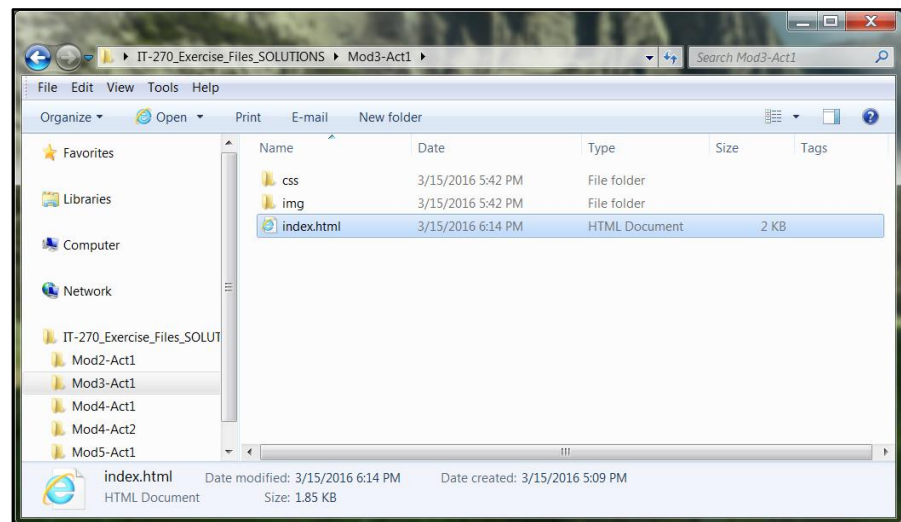 IT-270_Exercise_Files_SOLUTIONS Mod3-Act1 Search Mod3-Act1
File Edit View Tools Help
Organize Open Print E-mail New folder
Favorites
Libraries
Computer
Network
IT-270_Exercise_Files_SOLUT
Mod2-Act1
Mod3-Act1
Mod4-Act1
Mod4-Act2
Mod5-Act1
Name Date Type Size Tags
css 3/15/2016 5:42 PM File folder
img 3/15/2016 5:42 PM File folder
index.html 3/15/2016 6:14 PM HTML Document 2 KB
index.html Date modified: 3/15/2016 6:14 PM Date created: 3/15/2016 5:09 PM
HTML Document Size: 1.85 KB